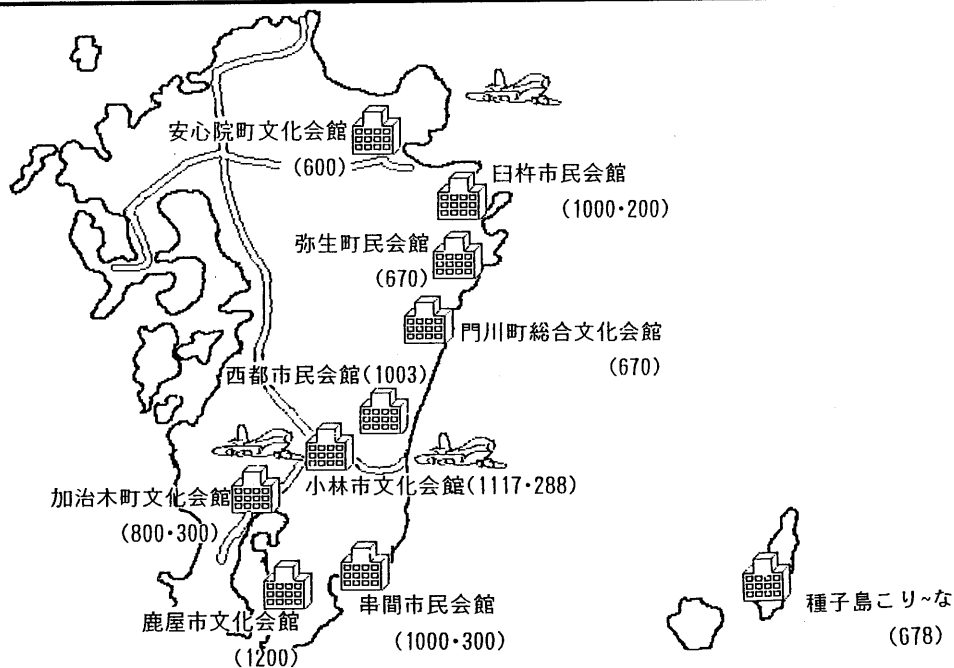 安心院町文化会館
(600)
臼杵市民会館
(1000・200)
弥生町民会館
(670)
門川町総合文化会館
(670)
西都市民会館(1003)
小林市文化会館(1117・288)
加治木町文化会館
(800・300)
鹿屋市文化会館
(1200)
串間市民会館
(1000・300)
種子島こり~な
(678)